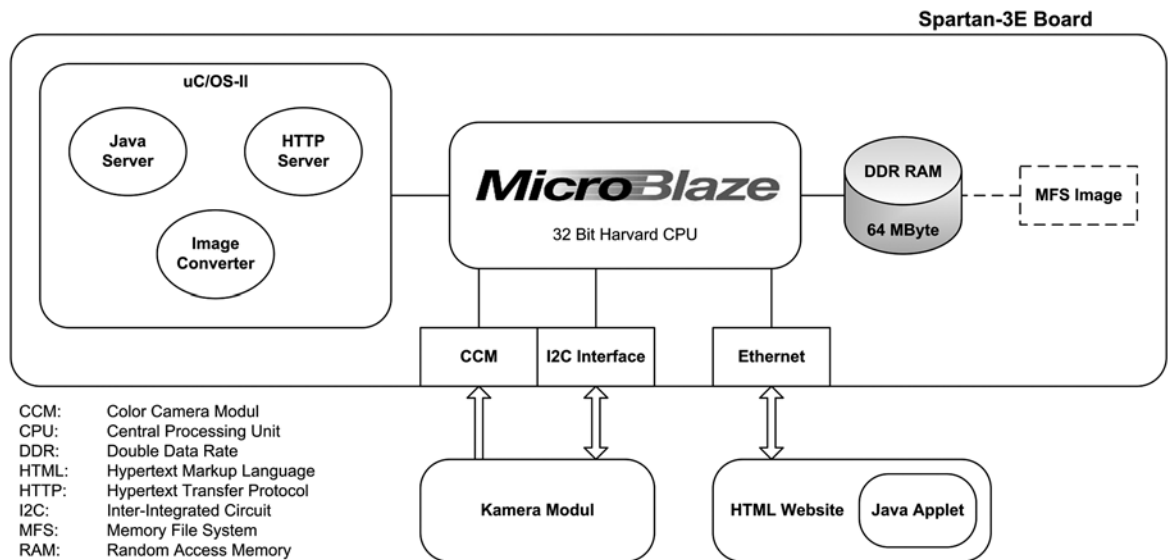 Spartan-3E Board
uC/OS-II
Java
Server
HTTP
Server
Image
Converter
MicroBlaze
32 Bit Harvard CPU
DDR RAM
64 MByte
MFS Image
CCM
I2C Interface
Ethernet
Kamera Modul
HTML Website
Java Applet
CCM: Color Camera Modul
CPU: Central Processing Unit
DDR: Double Data Rate
HTML: Hypertext Markup Language
HTTP: Hypertext Transfer Protocol
I2C: Inter-Integrated Circuit
MFS: Memory File System
RAM: Random Access Memory